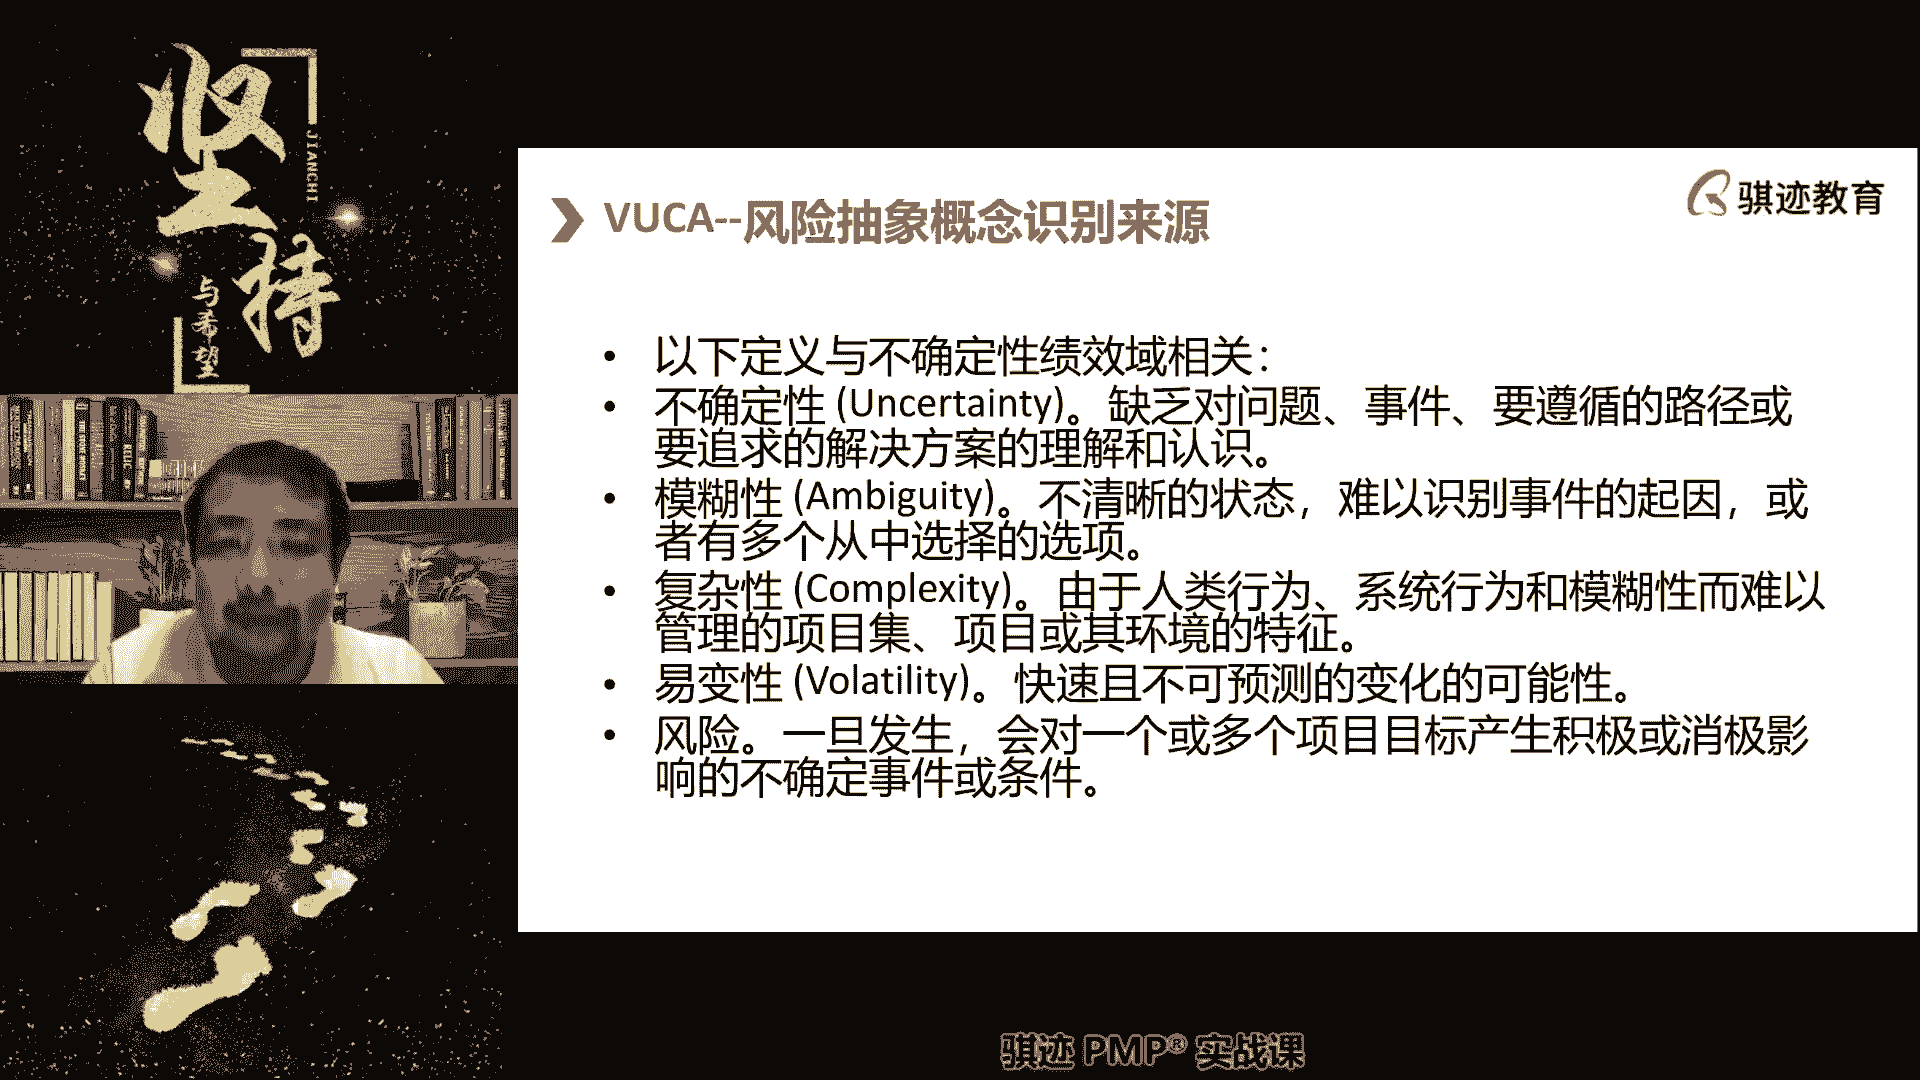 坚持
JIANCHI
与希望
骐迹教育
VUCA--风险抽象概念识别来源
• 以下定义与不确定性绩效域相关：
• 不确定性 (Uncertainty)。缺乏对问题、事件、要遵循的路径或
要追求的解决方案的理解和认识。
• 模糊性 (Ambiguity)。不清晰的状态，难以识别事件的起因，或
者有多个从中选择的选项。
• 复杂性 (Complexity)。由于人类行为、系统行为和模糊性而难以
管理的项目集、项目或其环境的特征。
• 易变性 (Volatility)。快速且不可预测的变化的可能性。
• 风险。一旦发生，会对一个或多个项目目标产生积极或消极影
响的不确定事件或条件。
骐迹 PMP® 实战课